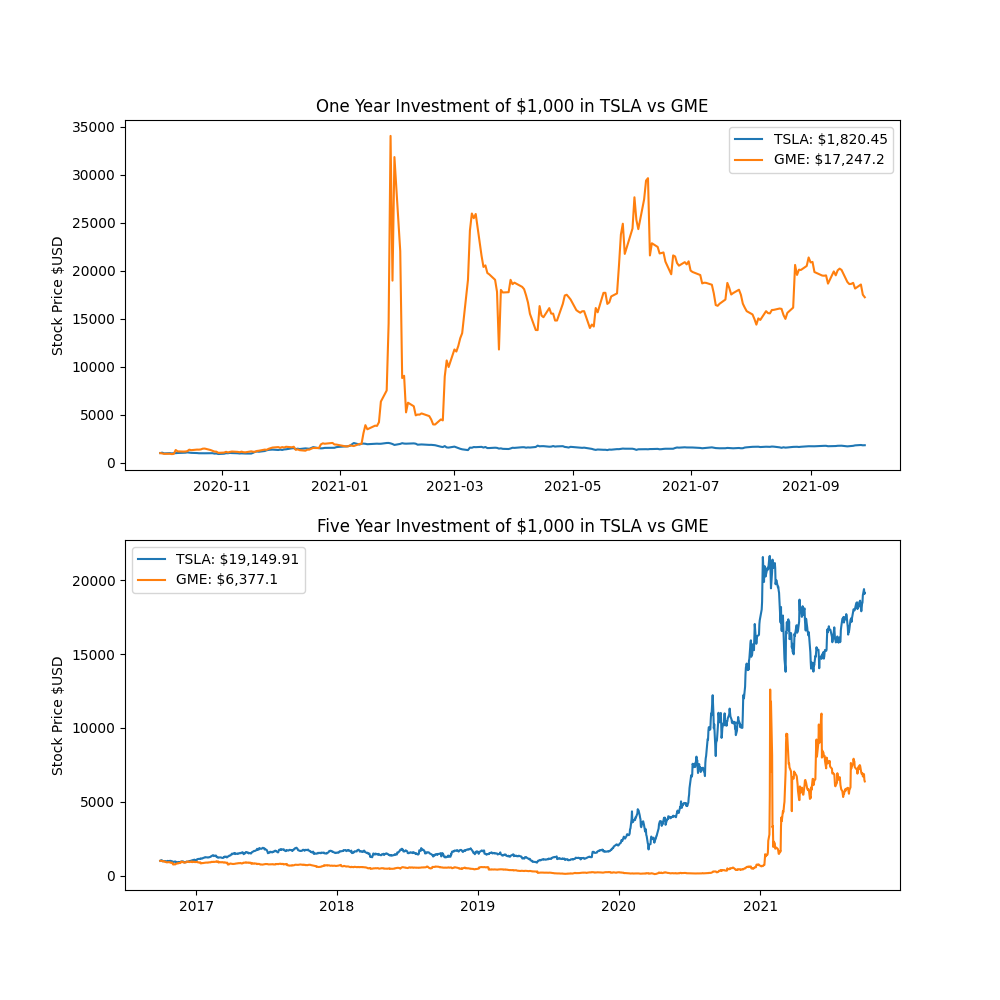 One Year Investment of $1,000 in TSLA vs GME
35000
30000
25000
20000
15000
10000
5000
0
Stock Price $USD
TSLA: $1,820.45
GME: $17,247.2
2020-11 2021-01 2021-03 2021-05 2021-07 2021-09
Five Year Investment of $1,000 in TSLA vs GME
TSLA: $19,149.91
GME: $6,377.1
20000
15000
10000
5000
0
Stock Price $USD
2017 2018 2019 2020 2021